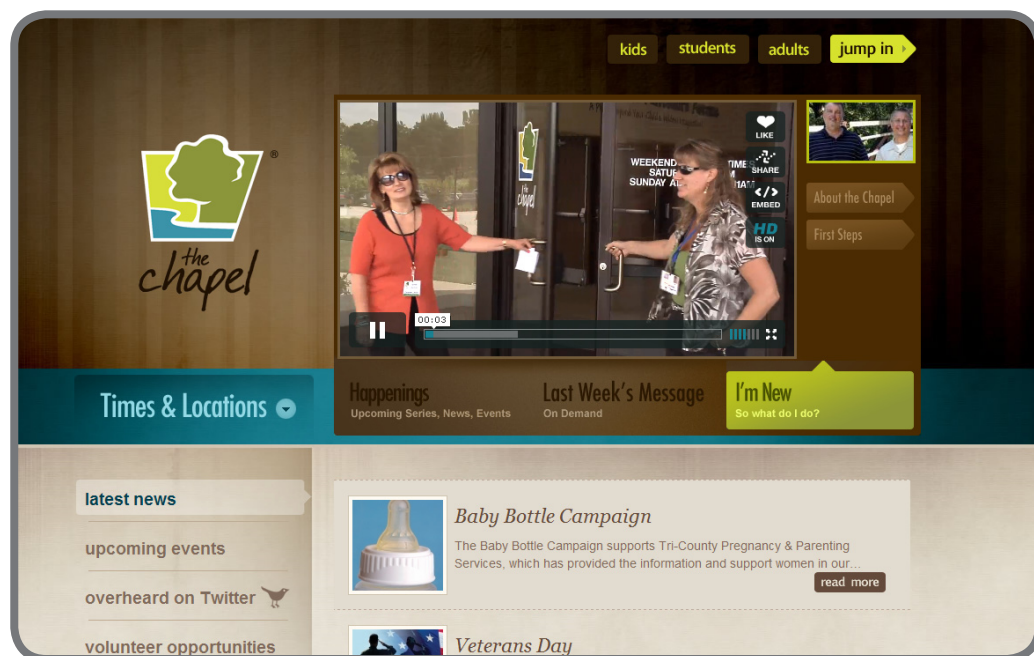 kids
students
adults
jump in
the
chapel
®
chapel
WEEKEND
SATU
SUNDAY
LIKE
SHARE
EMBED
HD
IS ON
00:03
About the Chapel
First Steps
Times & Locations
Happenings
Upcoming Series, News, Events
Last Week's Message
On Demand
I'm New
So what do I do?
latest news
upcoming events
overheard on Twitter
volunteer opportunities
Baby Bottle Campaign
The Baby Bottle Campaign supports Tri-County Pregnancy & Parenting
Services, which has provided the information and support women in our...
read more
Veterans Day